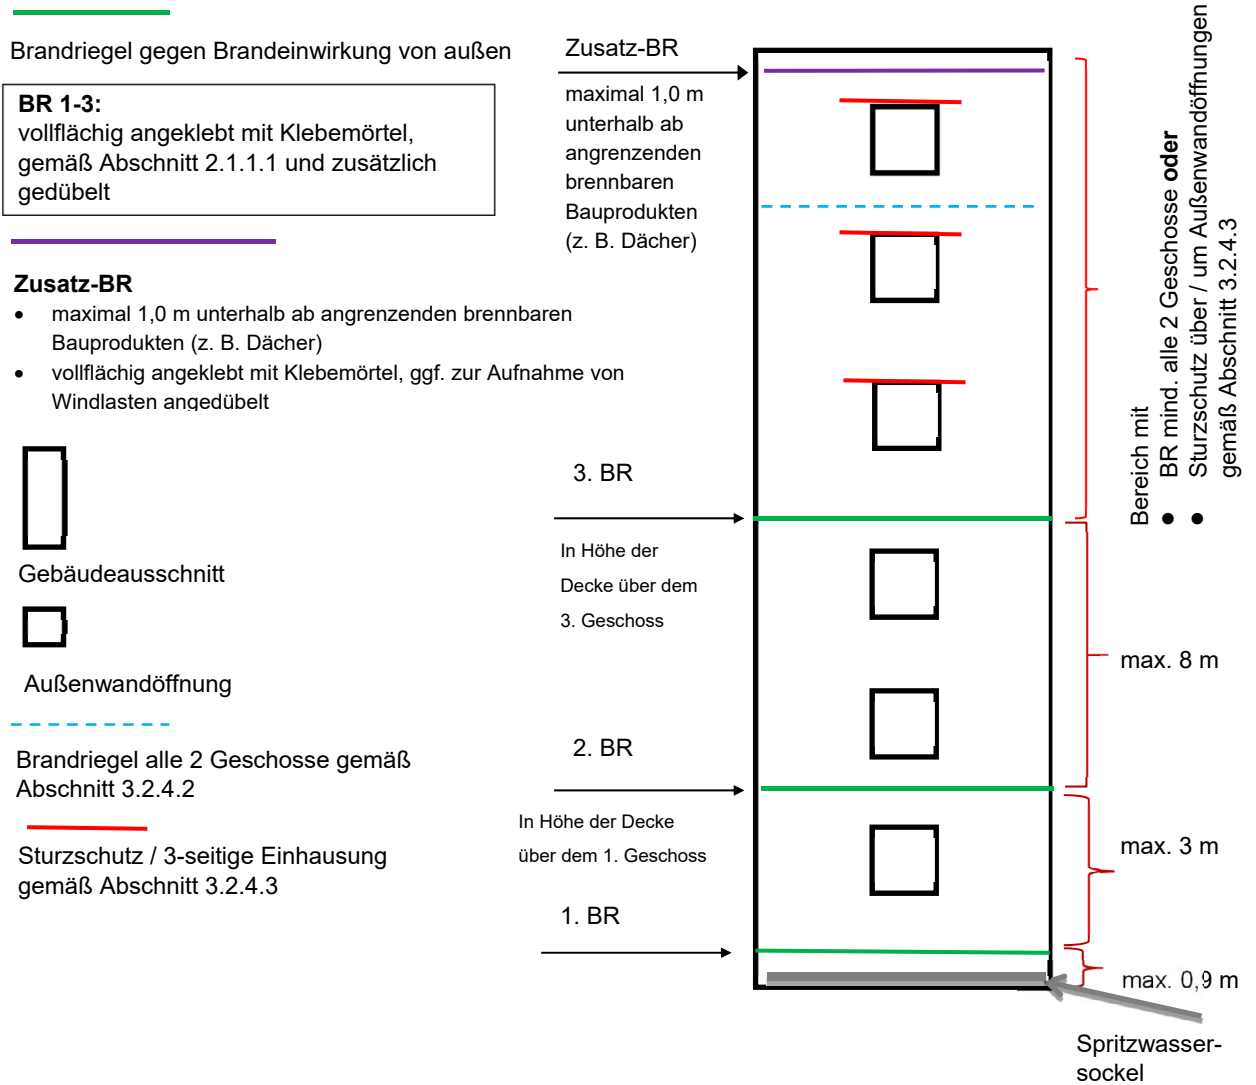 Brandriegel gegen Brandeinwirkung von außen
BR 1-3:
vollflächig angeklebt mit Klebemörtel,
gemäß Abschnitt 2.1.1.1 und zusätzlich
gedübelt
Zusatz-BR
• maximal 1,0 m unterhalb ab angrenzenden brennbaren
Bauprodukten (z. B. Dächer)
• vollflächig angeklebt mit Klebemörtel, ggf. zur Aufnahme von
Windlasten angedübelt
Gebäudeausschnitt
Außenwandöffnung
Brandriegel alle 2 Geschosse gemäß
Abschnitt 3.2.4.2
Sturzschutz / 3-seitige Einhausung
gemäß Abschnitt 3.2.4.3
Zusatz-BR
maximal 1,0 m
unterhalb ab
angrenzenden
brennbaren
Bauprodukten
(z. B. Dächer)
3. BR
In Höhe der
Decke über dem
3. Geschoss
2. BR
In Höhe der Decke
über dem 1. Geschoss
1. BR
Bereich mit
• BR mind. alle 2 Geschosse oder
• Sturzschutz über / um Außenwandöffnungen
gemäß Abschnitt 3.2.4.3
max. 8 m
max. 3 m
max. 0,9 m
Spritzwasser-
sockel